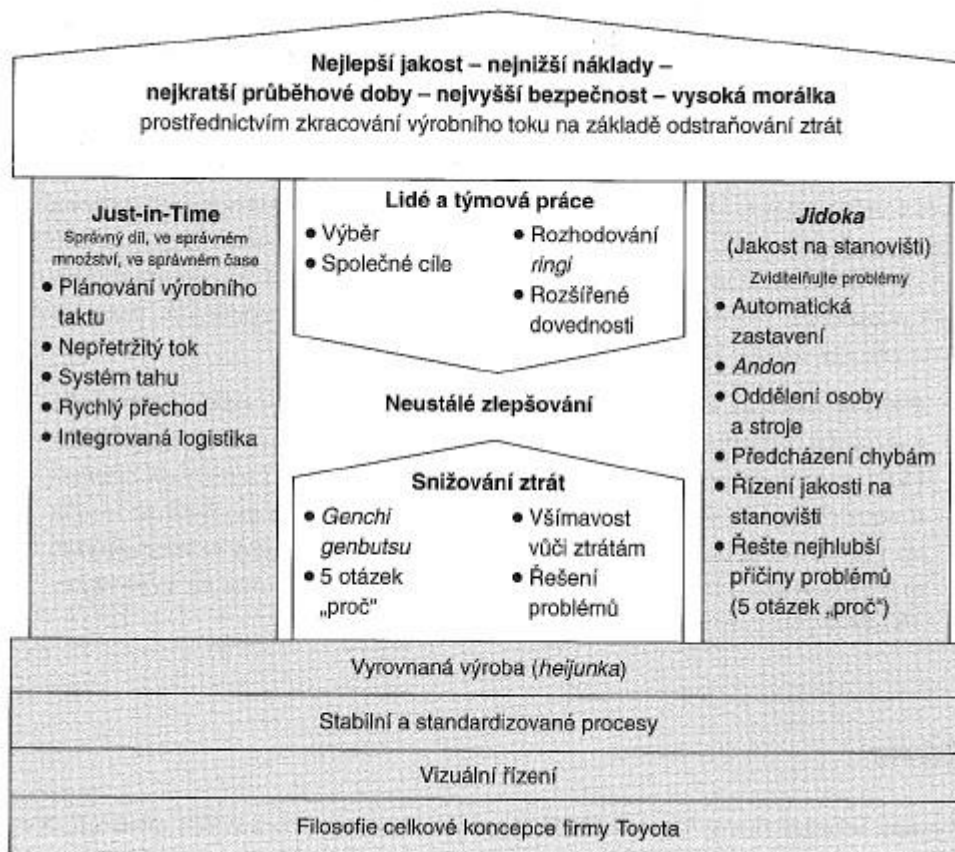 Nejlepší jakost – nejnižší náklady –
nejkratší průběhové doby – nejvyšší bezpečnost – vysoká morálka
prostřednictvím zkracování výrobního toku na základě odstraňování ztrát
Just-in-Time
Správný díl, ve správném
množství, ve správném čase
• Plánování výrobního
taktu
• Nepřetržitý tok
• Systém tahu
• Rychlý přechod
• Integrovaná logistika
Lidé a týmová práce
• Výběr
• Společné cíle
• Rozhodování
ringi
• Rozšířené
dovednosti
Neustálé zlepšování
Snižování ztrát
• Genchi
genbutsu
• 5 otázek
„proč"
• Všímavost
vůči ztrátám
• Řešení
problémů
Jidoka
(Jakost na stanovišti)
Zviditelňujte problémy
• Automatická
zastavení
• Andon
• Oddělení osoby
a stroje
• Předcházení chybám
• Řízení jakosti na
stanovišti
• Řešte nejhlubší
příčiny problémů
(5 otázek „proč“)
Vyrovnaná výroba (heijunka)
Stabilní a standardizované procesy
Vizuální řízení
Filosofie celkové koncepce firmy Toyota